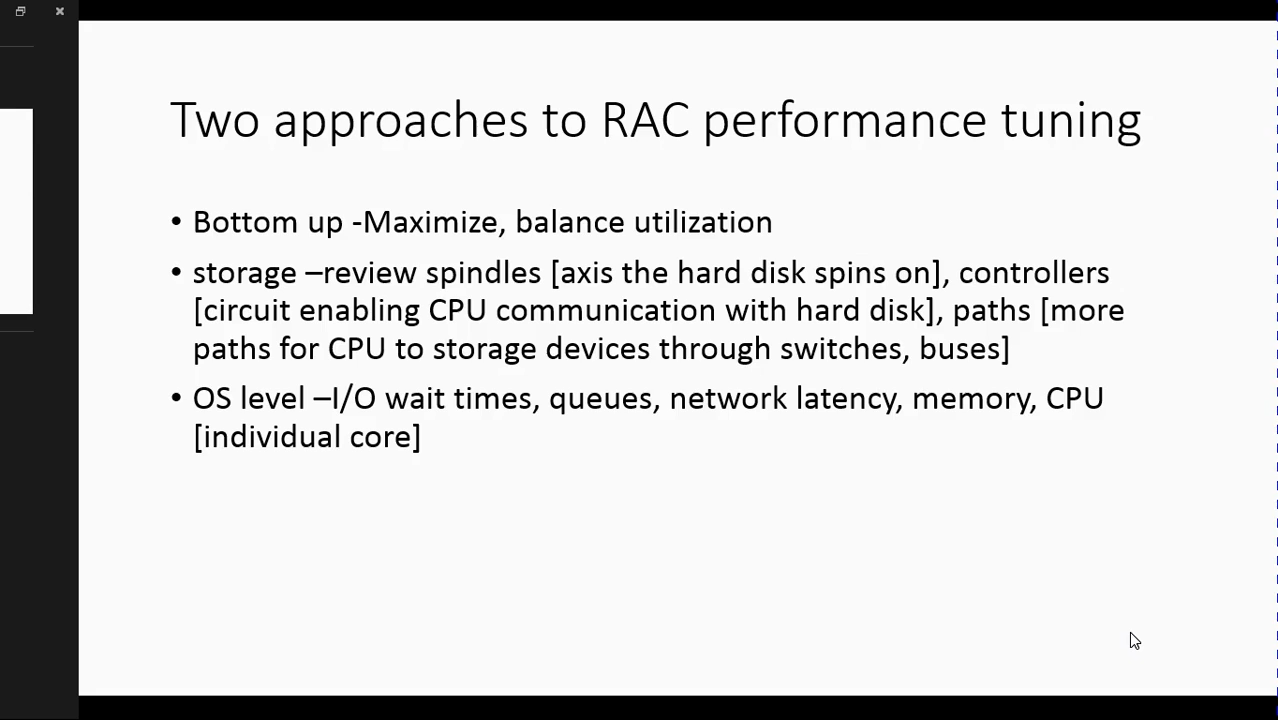 Two approaches to RAC performance tuning
• Bottom up -Maximize, balance utilization
• storage –review spindles [axis the hard disk spins on], controllers
[circuit enabling CPU communication with hard disk], paths [more
paths for CPU to storage devices through switches, buses]
• OS level –I/O wait times, queues, network latency, memory, CPU
[individual core]